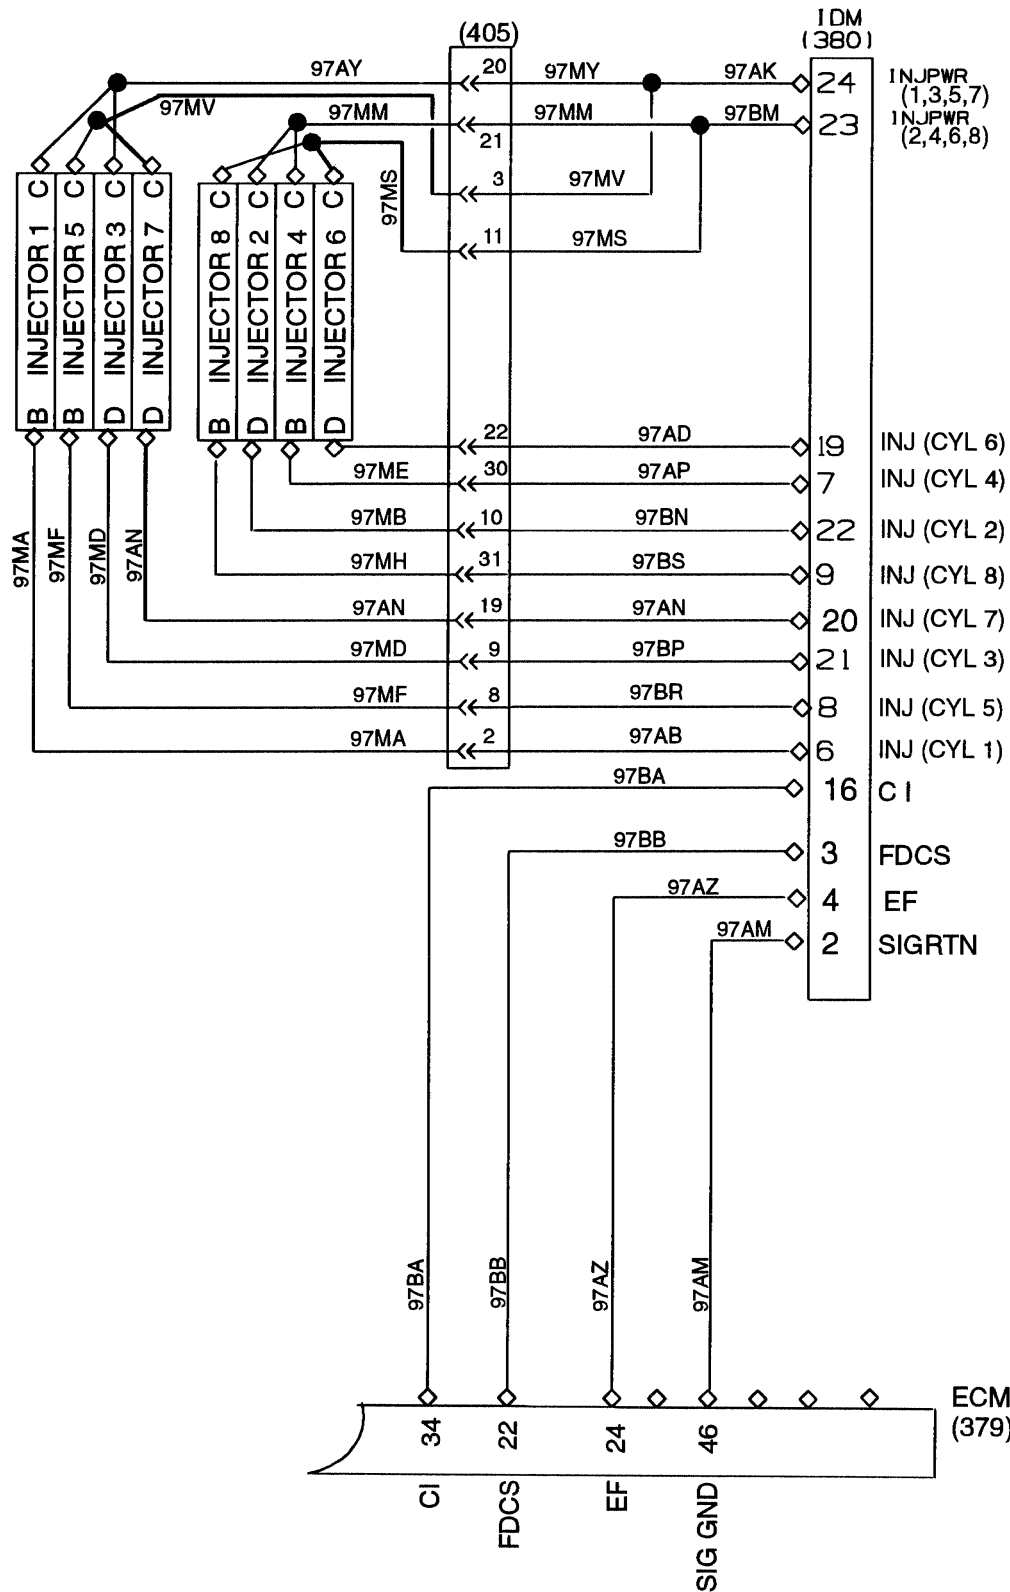 (405)
IDM
(380)
97AY
20
97MY
97AK
24
INJPWR
(1,3,5,7)
97MV
97MM
21
97MM
97BM
23
INJPWR
(2,4,6,8)
97MS
3
97MV
11
97MS
C
C
C
C
INJECTOR 1
INJECTOR 5
INJECTOR 3
INJECTOR 7
B
B
D
D
C
C
C
C
INJECTOR 8
INJECTOR 2
INJECTOR 4
INJECTOR 6
B
D
B
D
22
97AD
19
INJ (CYL 6)
97ME
30
97AP
7
INJ (CYL 4)
97MB
10
97BN
22
INJ (CYL 2)
97MH
31
97BS
9
INJ (CYL 8)
97MA
97MF
97MD
97AN
97AN
19
97AN
20
INJ (CYL 7)
97MD
9
97BP
21
INJ (CYL 3)
97MF
8
97BR
8
INJ (CYL 5)
97MA
2
97AB
6
INJ (CYL 1)
97BA
16
CI
97BB
3
FDCS
97AZ
4
EF
97AM
2
SIGRTN
97BA
97BB
97AZ
97AM
ECM
(379)
34
22
24
46
CI
FDCS
EF
SIG GND